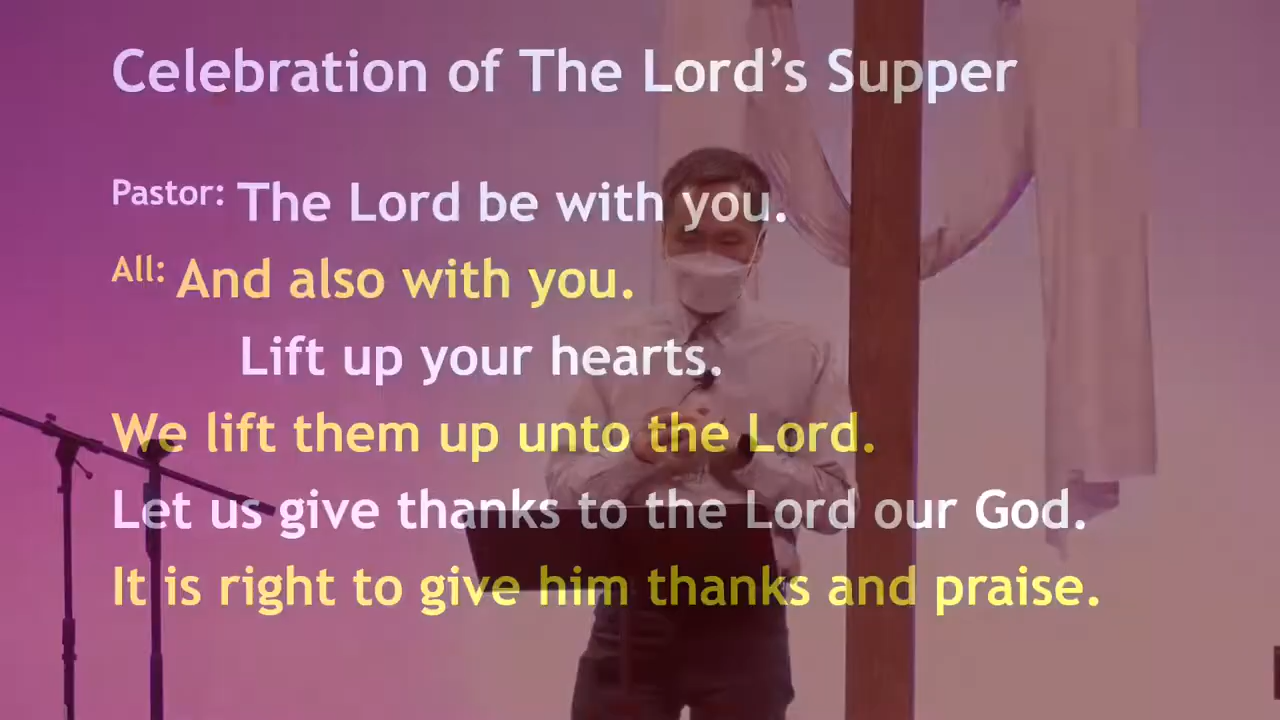 Celebration of The Lord’s Supper
Pastor: The Lord be with you.
All: And also with you.
Lift up your hearts.
We lift them up unto the Lord.
Let us give thanks to the Lord our God.
It is right to give him thanks and praise.